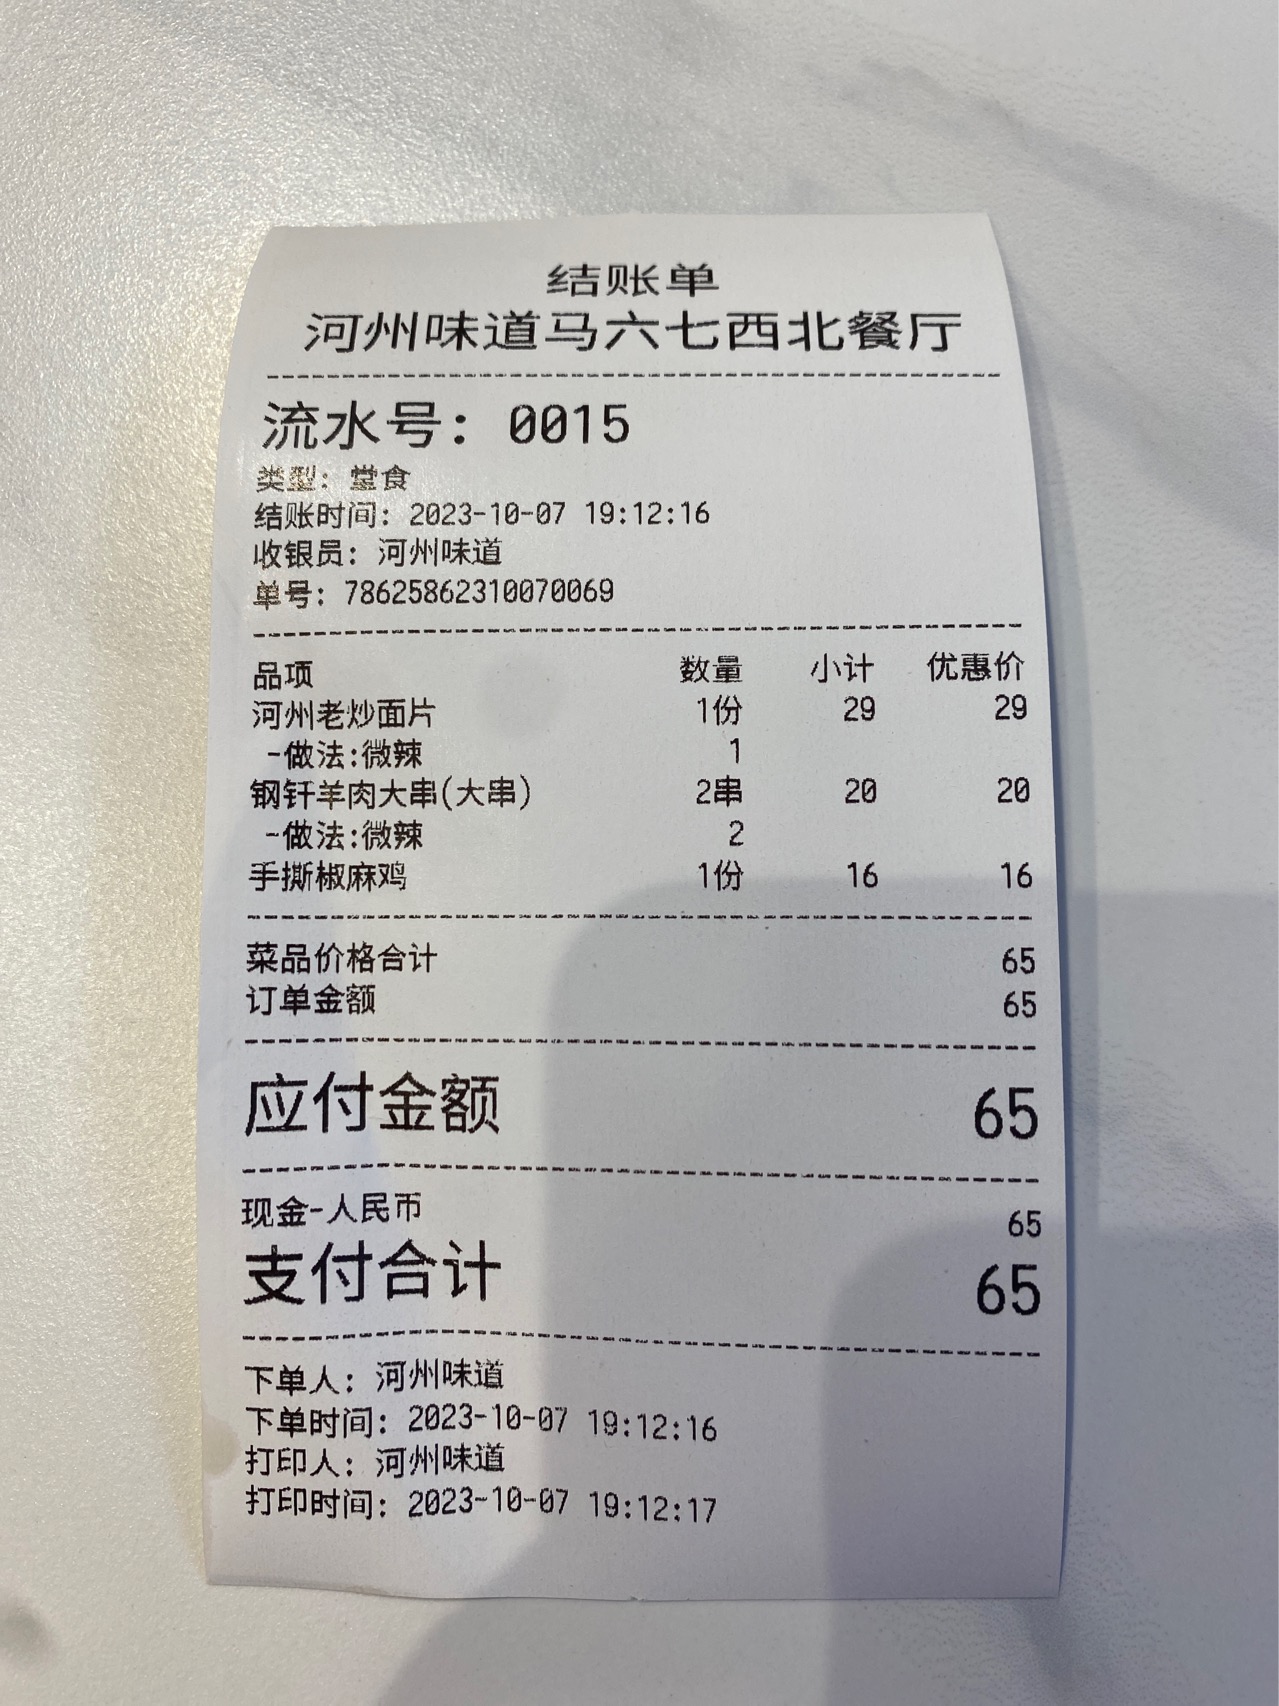 结账单
河州味道马六七西北餐厅
流水号: 0015
类型: 堂食
结账时间: 2023-10-07 19:12:16
收银员: 河州味道
单号: 78625862310070069
品项 数量 小计 优惠价
河州老炒面片 1份 29 29
-做法:微辣 1
钢钎羊肉大串(大串) 2串 20 20
-做法:微辣 2
手撕椒麻鸡 1份 16 16
菜品价格合计 65
订单金额 65
应付金额 65
现金-人民币 65
支付合计 65
下单人: 河州味道
下单时间: 2023-10-07 19:12:16
打印人: 河州味道
打印时间: 2023-10-07 19:12:17